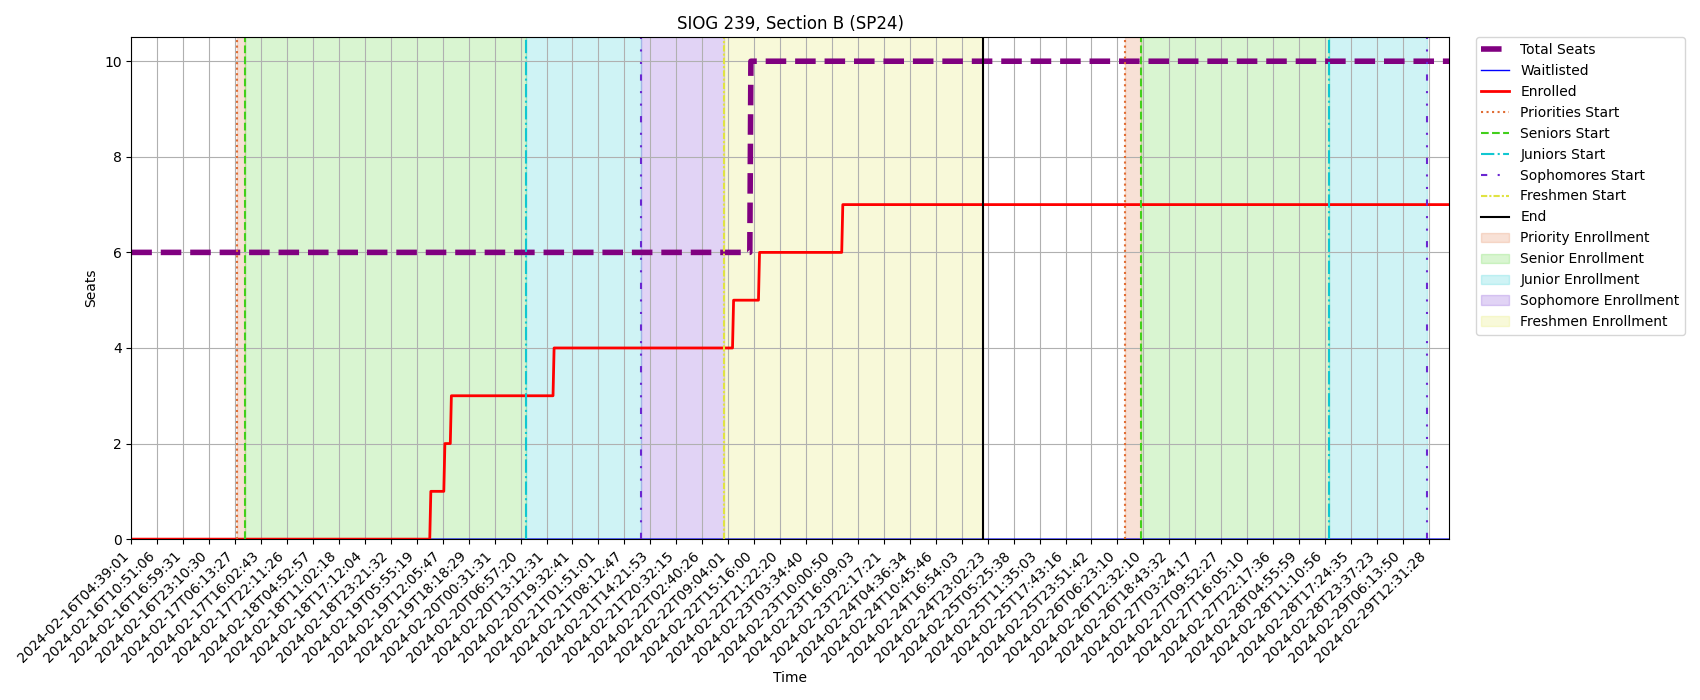 SIOG 239, Section B (SP24)
Seats
10
8
6
4
2
0
2024-02-16T04:39:01
2024-02-16T10:51:06
2024-02-16T16:59:31
2024-02-16T23:10:30
2024-02-17T06:13:27
2024-02-17T16:02:43
2024-02-17T22:11:26
2024-02-18T04:52:57
2024-02-18T11:02:18
2024-02-18T17:12:04
2024-02-18T23:21:32
2024-02-19T05:55:19
2024-02-19T12:05:47
2024-02-19T18:18:29
2024-02-20T00:31:31
2024-02-20T06:57:20
2024-02-20T13:12:31
2024-02-20T19:32:41
2024-02-21T01:51:01
2024-02-21T08:12:47
2024-02-21T14:21:53
2024-02-21T20:32:15
2024-02-22T02:40:26
2024-02-22T09:04:01
2024-02-22T15:16:00
2024-02-22T21:22:20
2024-02-23T03:34:40
2024-02-23T10:00:50
2024-02-23T16:09:03
2024-02-23T22:17:21
2024-02-24T04:36:34
2024-02-24T10:45:46
2024-02-24T16:54:03
2024-02-24T23:02:23
2024-02-25T05:25:38
2024-02-25T11:35:03
2024-02-25T17:43:16
2024-02-25T23:51:42
2024-02-26T06:23:10
2024-02-26T12:32:10
2024-02-26T18:43:32
2024-02-27T03:24:17
2024-02-27T09:52:27
2024-02-27T16:05:10
2024-02-27T22:17:36
2024-02-28T04:55:59
2024-02-28T11:10:56
2024-02-28T17:24:35
2024-02-28T23:37:23
2024-02-29T06:13:50
2024-02-29T12:31:28
Time
Total Seats
Waitlisted
Enrolled
Priorities Start
Seniors Start
Juniors Start
Sophomores Start
Freshmen Start
End
Priority Enrollment
Senior Enrollment
Junior Enrollment
Sophomore Enrollment
Freshmen Enrollment